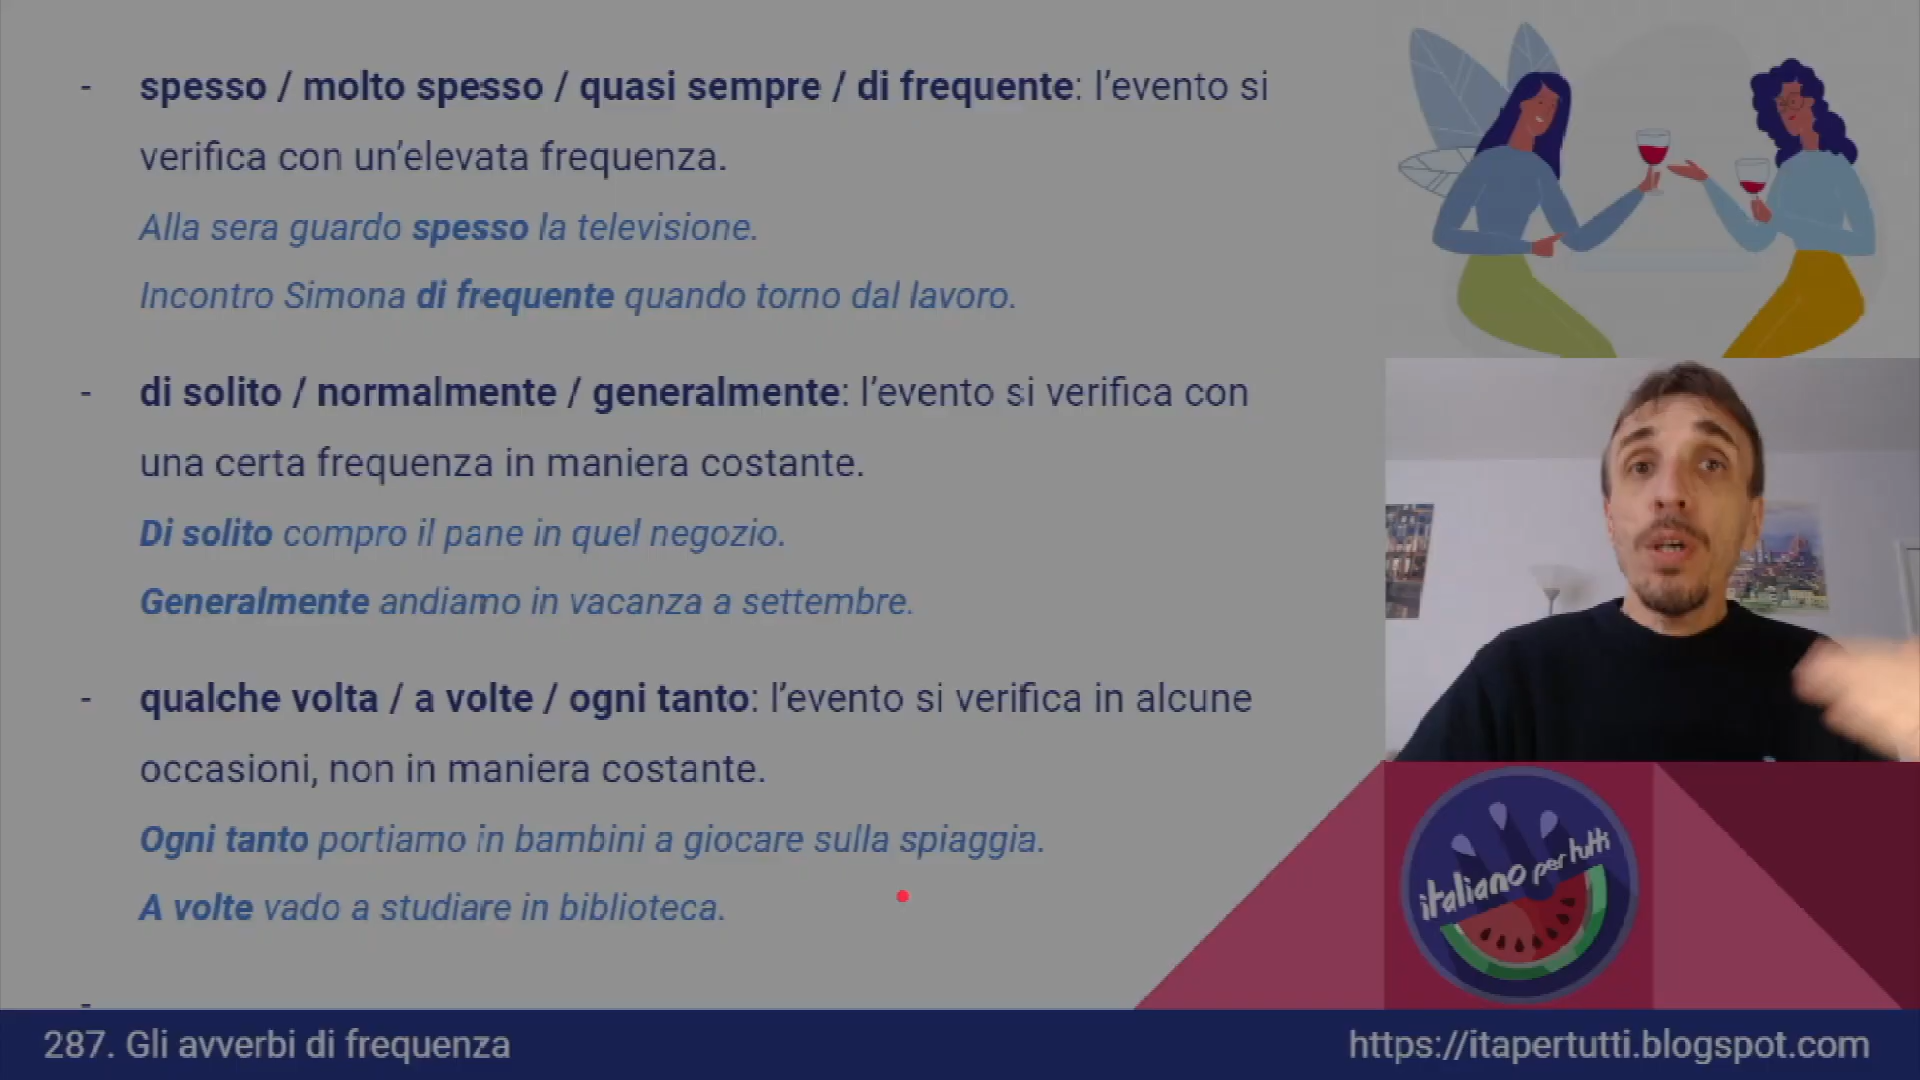 - spesso / molto spesso / quasi sempre / di frequente: l'evento si
verifica con un'elevata frequenza.
Alla sera guardo spesso la televisione.
Incontro Simona di frequente quando torno dal lavoro.
- di solito / normalmente / generalmente: l'evento si verifica con
una certa frequenza in maniera costante.
Di solito compro il pane in quel negozio.
Generalmente andiamo in vacanza a settembre.
- qualche volta / a volte / ogni tanto: l'evento si verifica in alcune
occasioni, non in maniera costante.
Ogni tanto portiamo in bambini a giocare sulla spiaggia.
A volte vado a studiare in biblioteca.
-
italiano per tutti
287. Gli avverbi di frequenza
https://itapertutti.blogspot.com